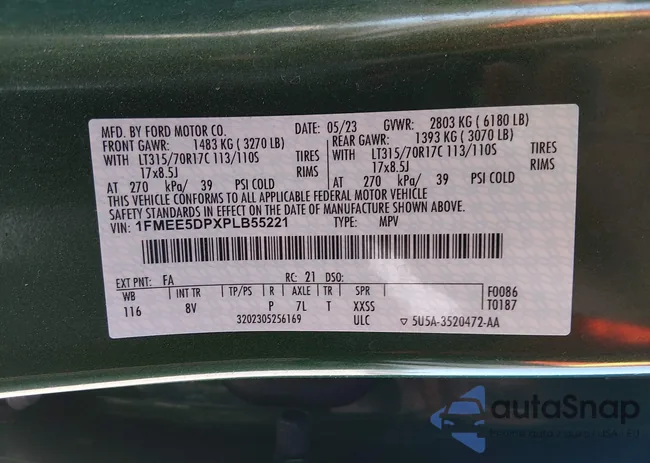 MFD. BY FORD MOTOR CO. DATE: 05/23 GVWR: 2803 KG ( 6180 LB)
FRONT GAWR: 1483 KG ( 3270 LB) REAR GAWR: 1393 KG ( 3070 LB)
WITH LT315/70R17C 113/110S TIRES WITH LT315/70R17C 113/110S TIRES
17x8.5J RIMS 17x8.5J RIMS
AT 270 kPa/ 39 PSI COLD AT 270 kPa/ 39 PSI COLD
THIS VEHICLE CONFORMS TO ALL APPLICABLE FEDERAL MOTOR VEHICLE
SAFETY STANDARDS IN EFFECT ON THE DATE OF MANUFACTURE SHOWN ABOVE.
VIN: 1FMEE5DPXPLB55221 TYPE: MPV
EXT PNT: FA RC: 21 DSO: F0086
WB INT TR TP/PS R AXLE TR SPR T0187
116 8V P 7L T XXSS
3202305256169 ULC ▽ 5U5A-3520472-AA
autoSnap